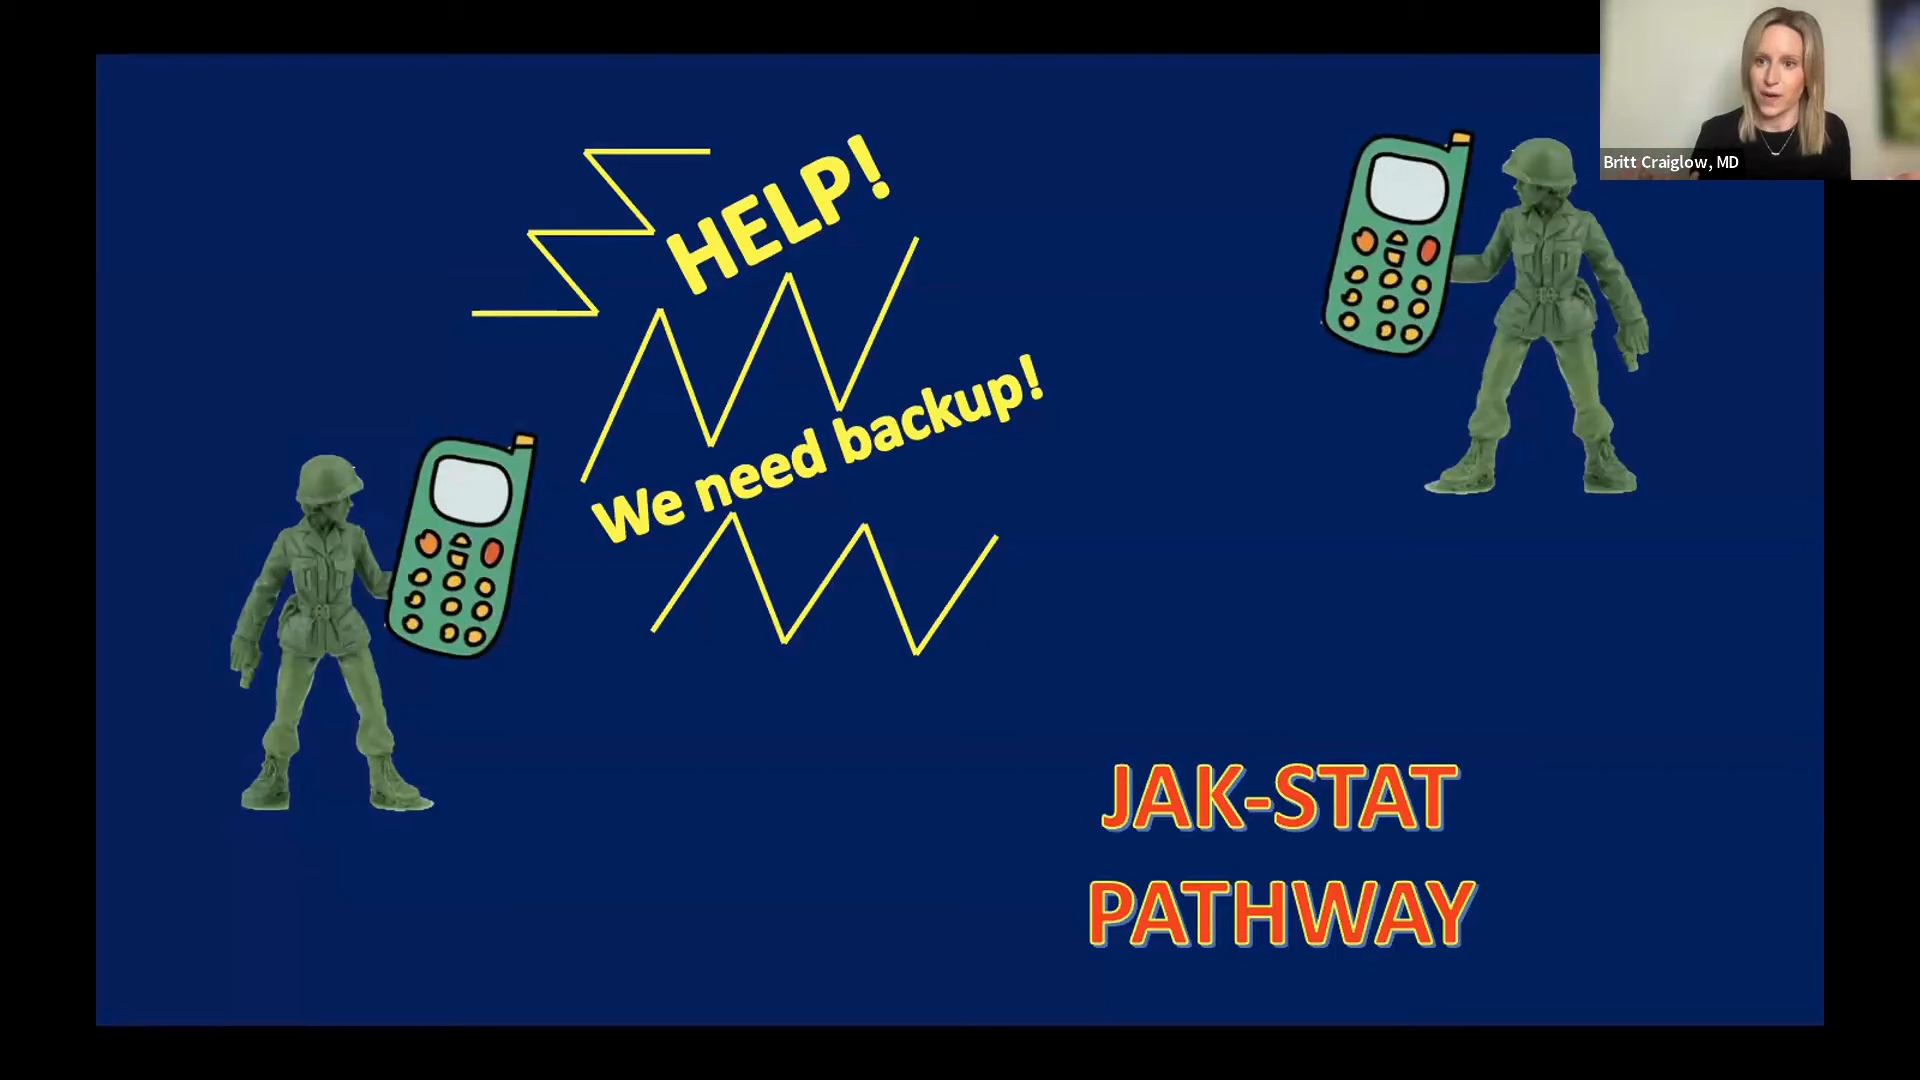 Britt Craiglow, MD
HELP!
We need backup!
JAK-STAT
PATHWAY